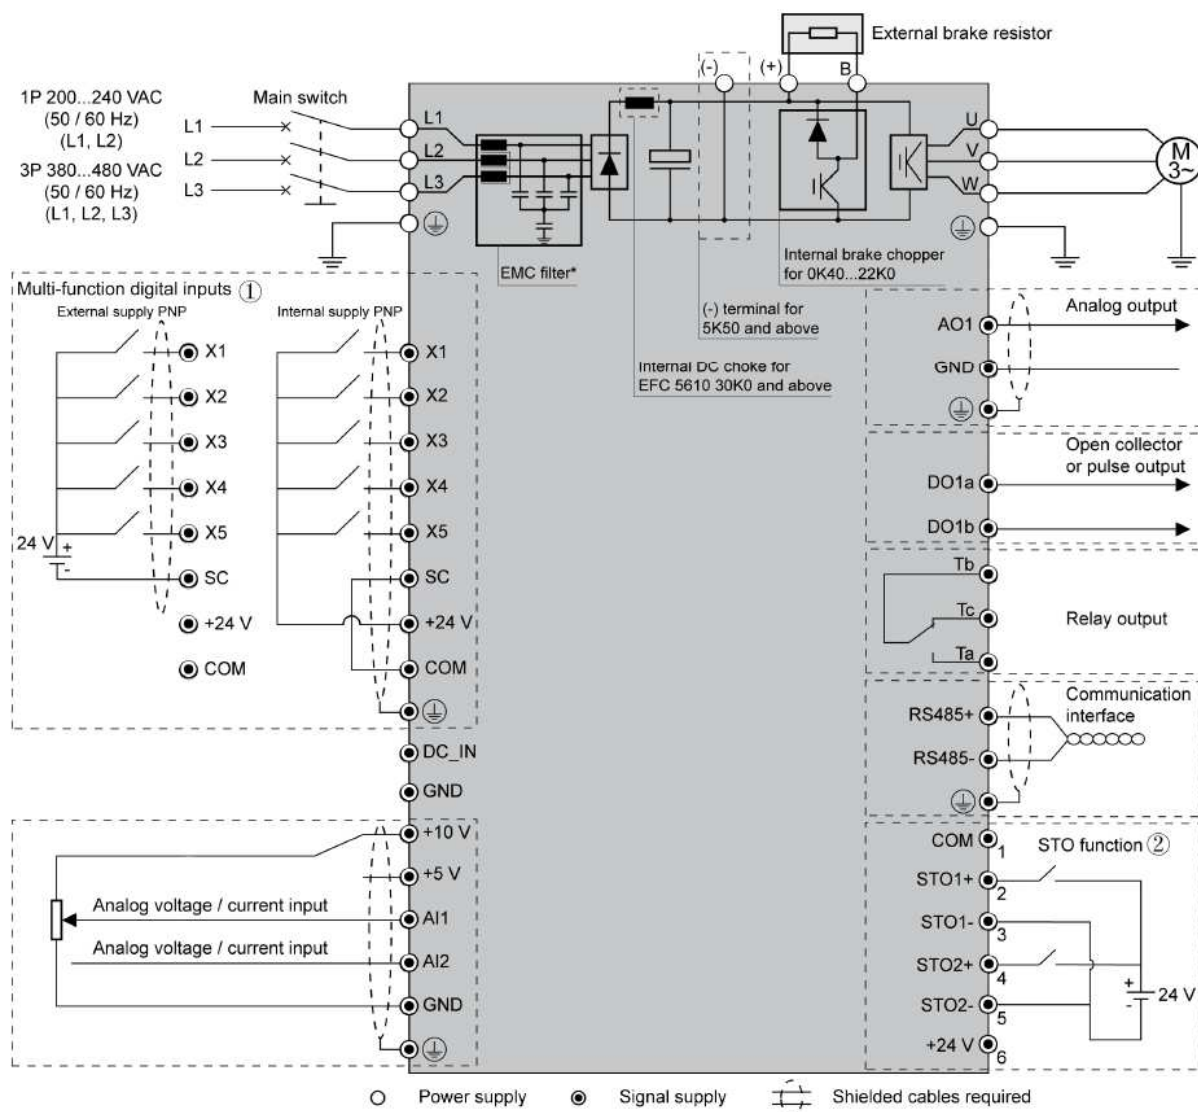 External brake resistor
(-)
(+)
B
1P 200...240 VAC
(50 / 60 Hz)
(L1, L2)
3P 380...480 VAC
(50 / 60 Hz)
(L1, L2, L3)
Main switch
L1
L2
L3
L1
L2
L3
U
V
W
M
3~
EMC filter*
Internal brake chopper
for 0K40...22K0
(-) terminal for
5K50 and above
Internal DC choke for
EFC 5610 30K0 and above
Multi-function digital inputs ①
External supply PNP
Internal supply PNP
X1
X2
X3
X4
X5
24 V
+
-
SC
+24 V
COM
X1
X2
X3
X4
X5
SC
+24 V
COM
DC_IN
GND
+10 V
+5 V
Analog voltage / current input
AI1
Analog voltage / current input
AI2
GND
Analog output
AO1
GND
Open collector
or pulse output
DO1a
DO1b
Tb
Tc
Ta
Relay output
Communication
interface
RS485+
RS485-
STO function ②
COM
1
STO1+
2
STO1-
3
STO2+
4
STO2-
5
+24 V
6
+
-
24 V
Power supply
Signal supply
Shielded cables required